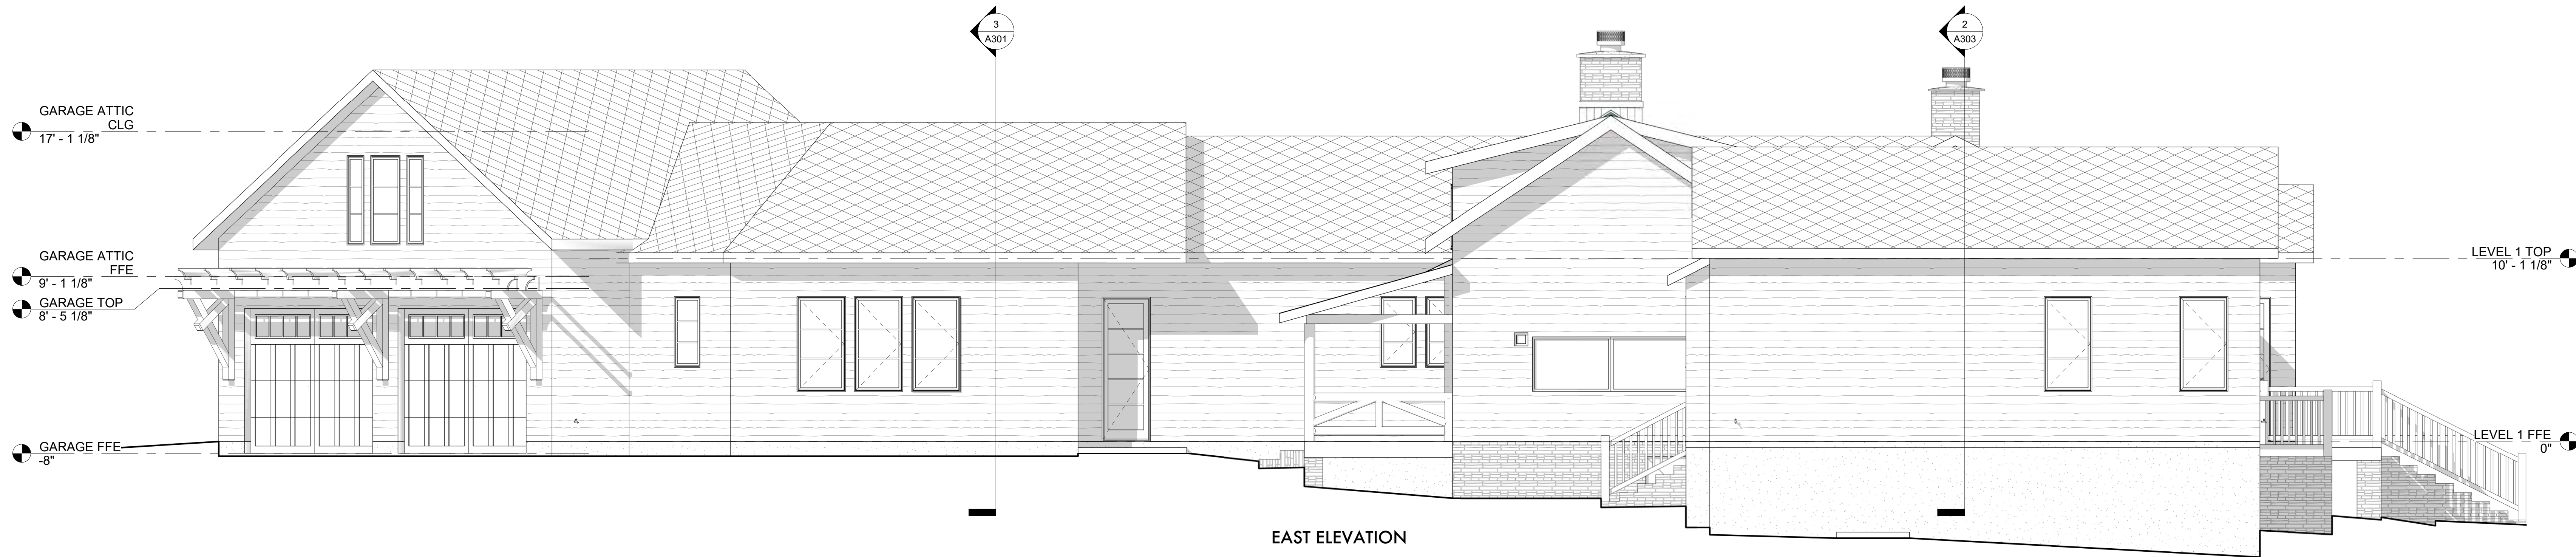 3
A301
2
A303
GARAGE ATTIC
CLG
17' - 1 1/8"
GARAGE ATTIC
FFE
9' - 1 1/8"
GARAGE TOP
8' - 5 1/8"
GARAGE FFE
-8"
LEVEL 1 TOP
10' - 1 1/8"
LEVEL 1 FFE
0"
EAST ELEVATION